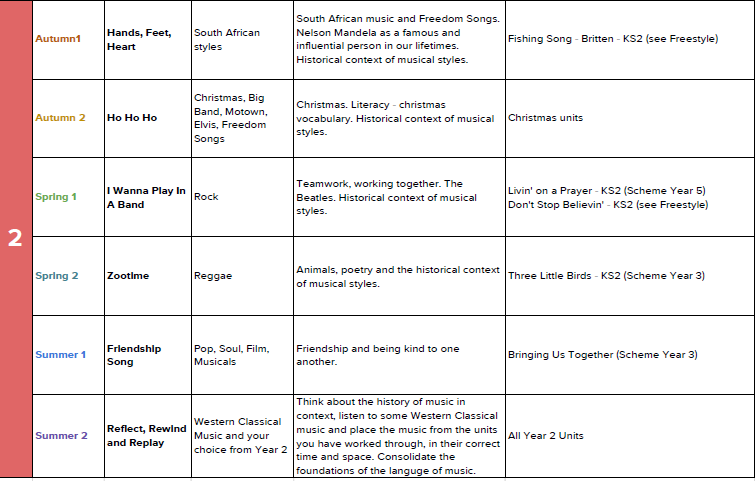 2
Autumn1
Hands, Feet,
Heart
South African
styles
South African music and Freedom Songs.
Nelson Mandela as a famous and
influential person in our lifetimes.
Historical context of musical styles.
Fishing Song - Britten - KS2 (see Freestyle)
Autumn 2
Ho Ho Ho
Christmas, Big
Band, Motown,
Elvis, Freedom
Songs
Christmas. Literacy - christmas
vocabulary. Historical context of musical
styles.
Christmas units
Spring 1
I Wanna Play In
A Band
Rock
Teamwork, working together. The
Beatles. Historical context of musical
styles.
Livin' on a Prayer - KS2 (Scheme Year 5)
Don't Stop Believin' - KS2 (see Freestyle)
Spring 2
Zootime
Reggae
Animals, poetry and the historical context
of musical styles.
Three Little Birds - KS2 (Scheme Year 3)
Summer 1
Friendship
Song
Pop, Soul, Film,
Musicals
Friendship and being kind to one
another.
Bringing Us Together (Scheme Year 3)
Summer 2
Reflect, Rewind
and Replay
Western Classical
Music and your
choice from Year 2
Think about the history of music in
context, listen to some Western Classical
music and place the music from the units
you have worked through, in their correct
time and space. Consolidate the
foundations of the languge of music.
All Year 2 Units